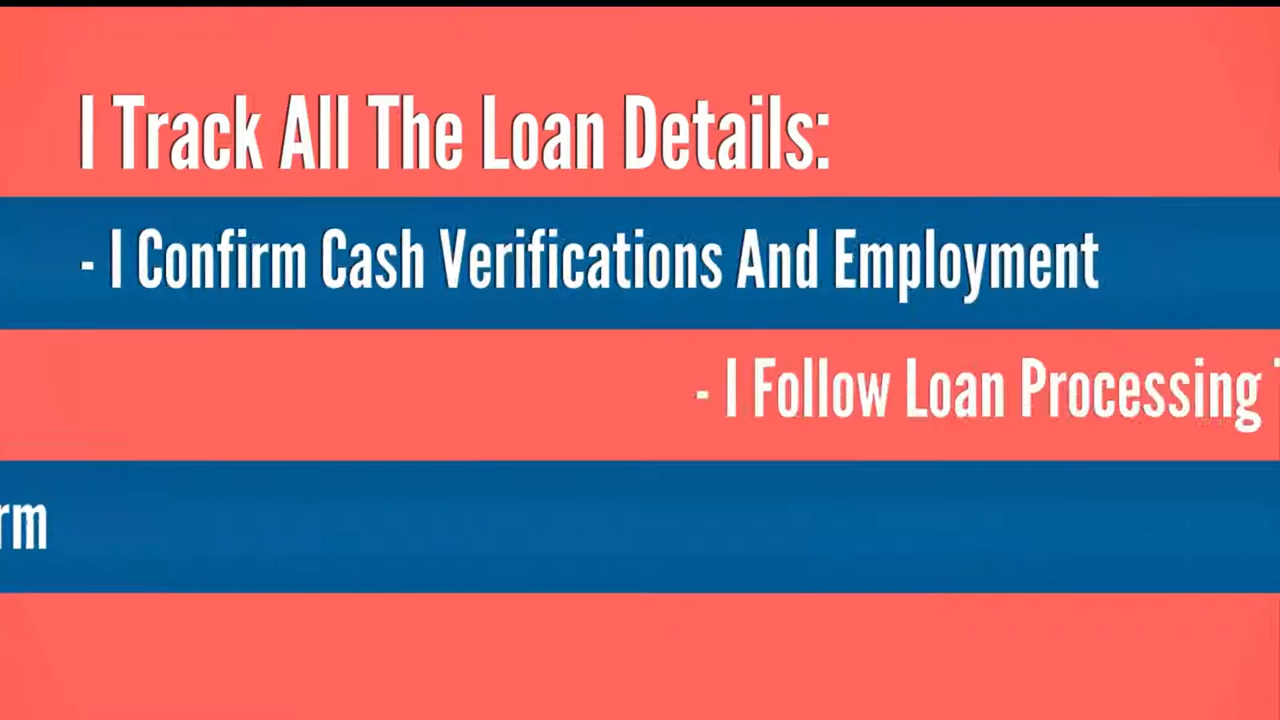 I Track All The Loan Details:
- I Confirm Cash Verifications And Employment
- I Follow Loan Processing
rm